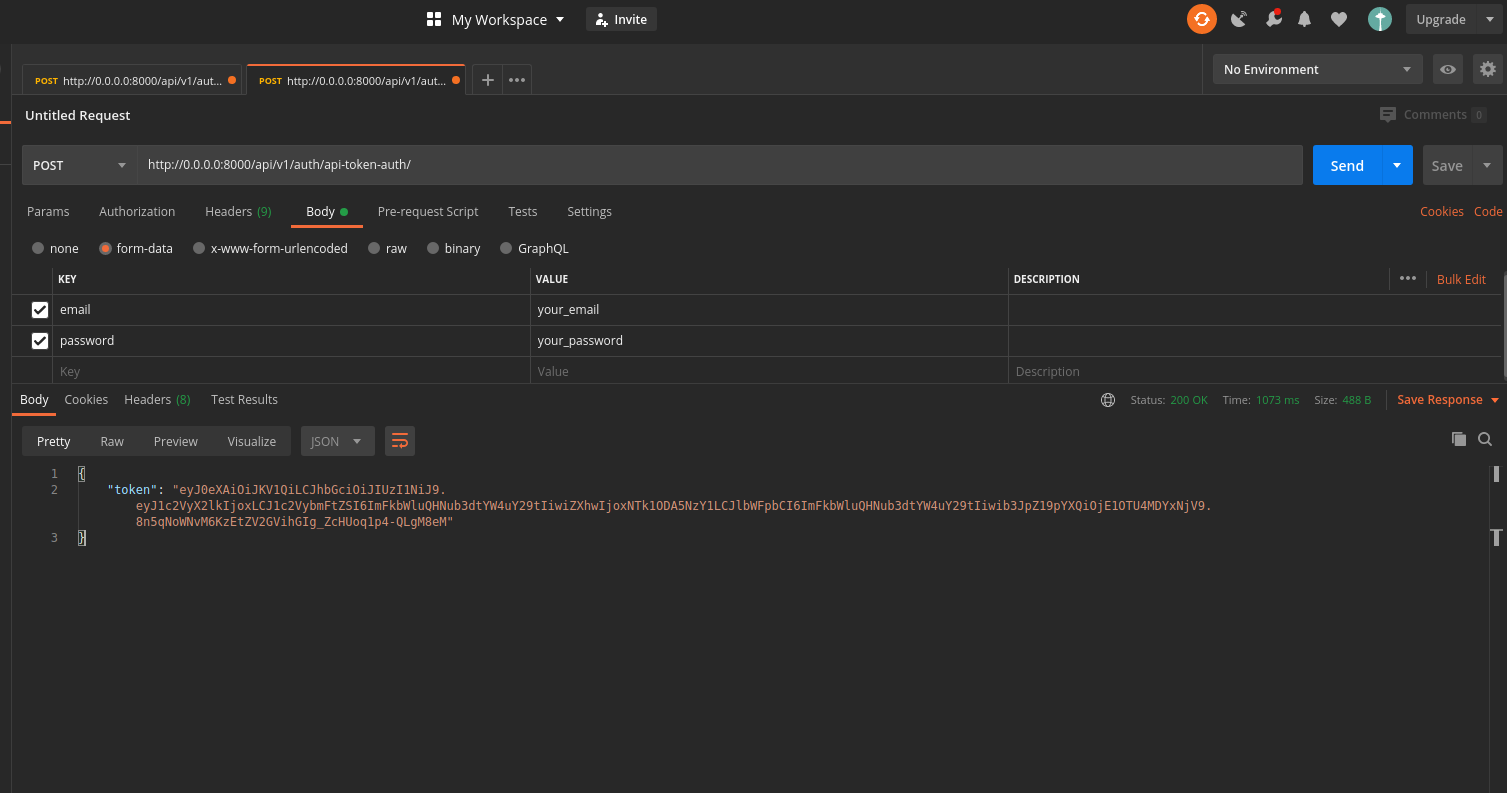 My Workspace Invite Upgrade
POST http://0.0.0.0:8000/api/v1/aut... POST http://0.0.0.0:8000/api/v1/aut... No Environment
Untitled Request Comments 0
POST http://0.0.0.0:8000/api/v1/auth/api-token-auth/ Send Save
Params Authorization Headers (9) Body Pre-request Script Tests Settings Cookies Code
none form-data x-www-form-urlencoded raw binary GraphQL
KEY VALUE DESCRIPTION Bulk Edit
email your_email
password your_password
Key Value Description
Body Cookies Headers (8) Test Results Status: 200 OK Time: 1073 ms Size: 488 B Save Response
Pretty Raw Preview Visualize JSON
1 {
2 "token": "eyJ0eXAiOiJKV1QiLCJhbGciOiJIUzI1NiJ9.
eyJ1c2VyX2lkIjoxLCJ1c2VybmFtZSI6ImFkbWluQHNub3dtYW4uY29tIiwiZXhwIjoxNTk1ODA5NzY1LCJlbWFpbCI6ImFkbWluQHNub3dtYW4uY29tIiwib3JpZ19pYXQiOjE1OTU4MDYxNjV9.
8n5qNoWNvM6KzEtZV2GVihGIg_ZcHUoq1p4-QLgM8eM"
3 }